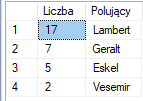 Liczba Polujący
1 17 Lambert
2 7 Geralt
3 5 Eskel
4 2 Vesemir